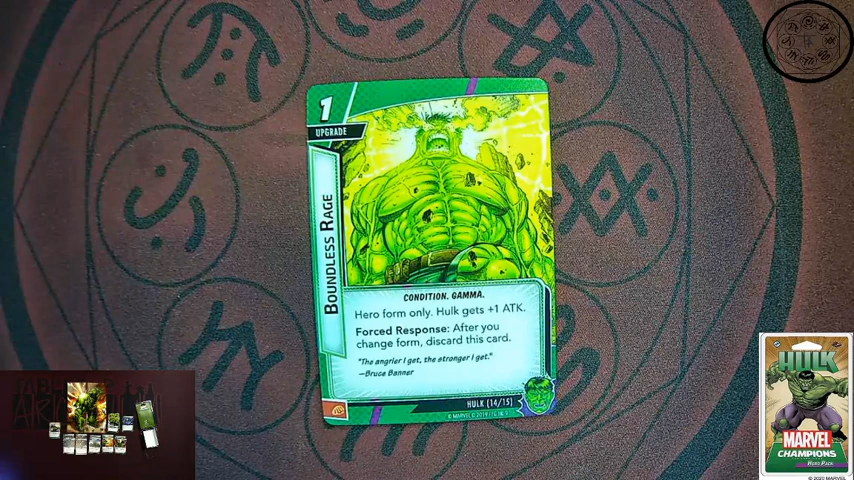 1
UPGRADE
BOUNDLESS RAGE
CONDITION. GAMMA.
Hero form only. Hulk gets +1 ATK.
Forced Response: After you
change form, discard this card.
"The angrier I get, the stronger I get."
—Bruce Banner
HULK (14/15)
HULK
MARVEL
CHAMPIONS
Hero Pack
© 2020 MARVEL